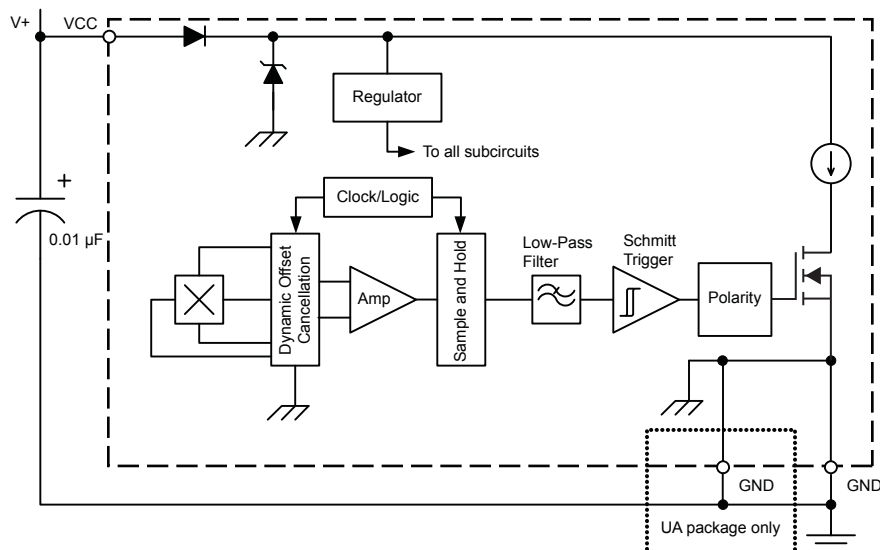 V+
VCC
Regulator
To all subcircuits
+
0.01 µF
Clock/Logic
Dynamic Offset
Cancellation
Amp
Sample and Hold
Low-Pass
Filter
Schmitt
Trigger
Polarity
GND
GND
UA package only